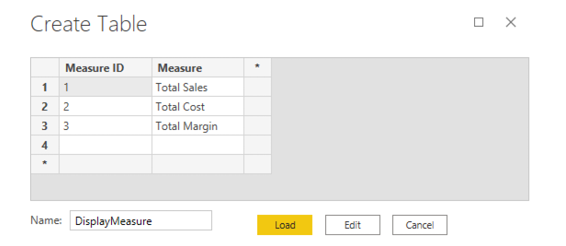 Create Table
Measure ID Measure *
1 1 Total Sales
2 2 Total Cost
3 3 Total Margin
4
*
Name: DisplayMeasure Load Edit Cancel